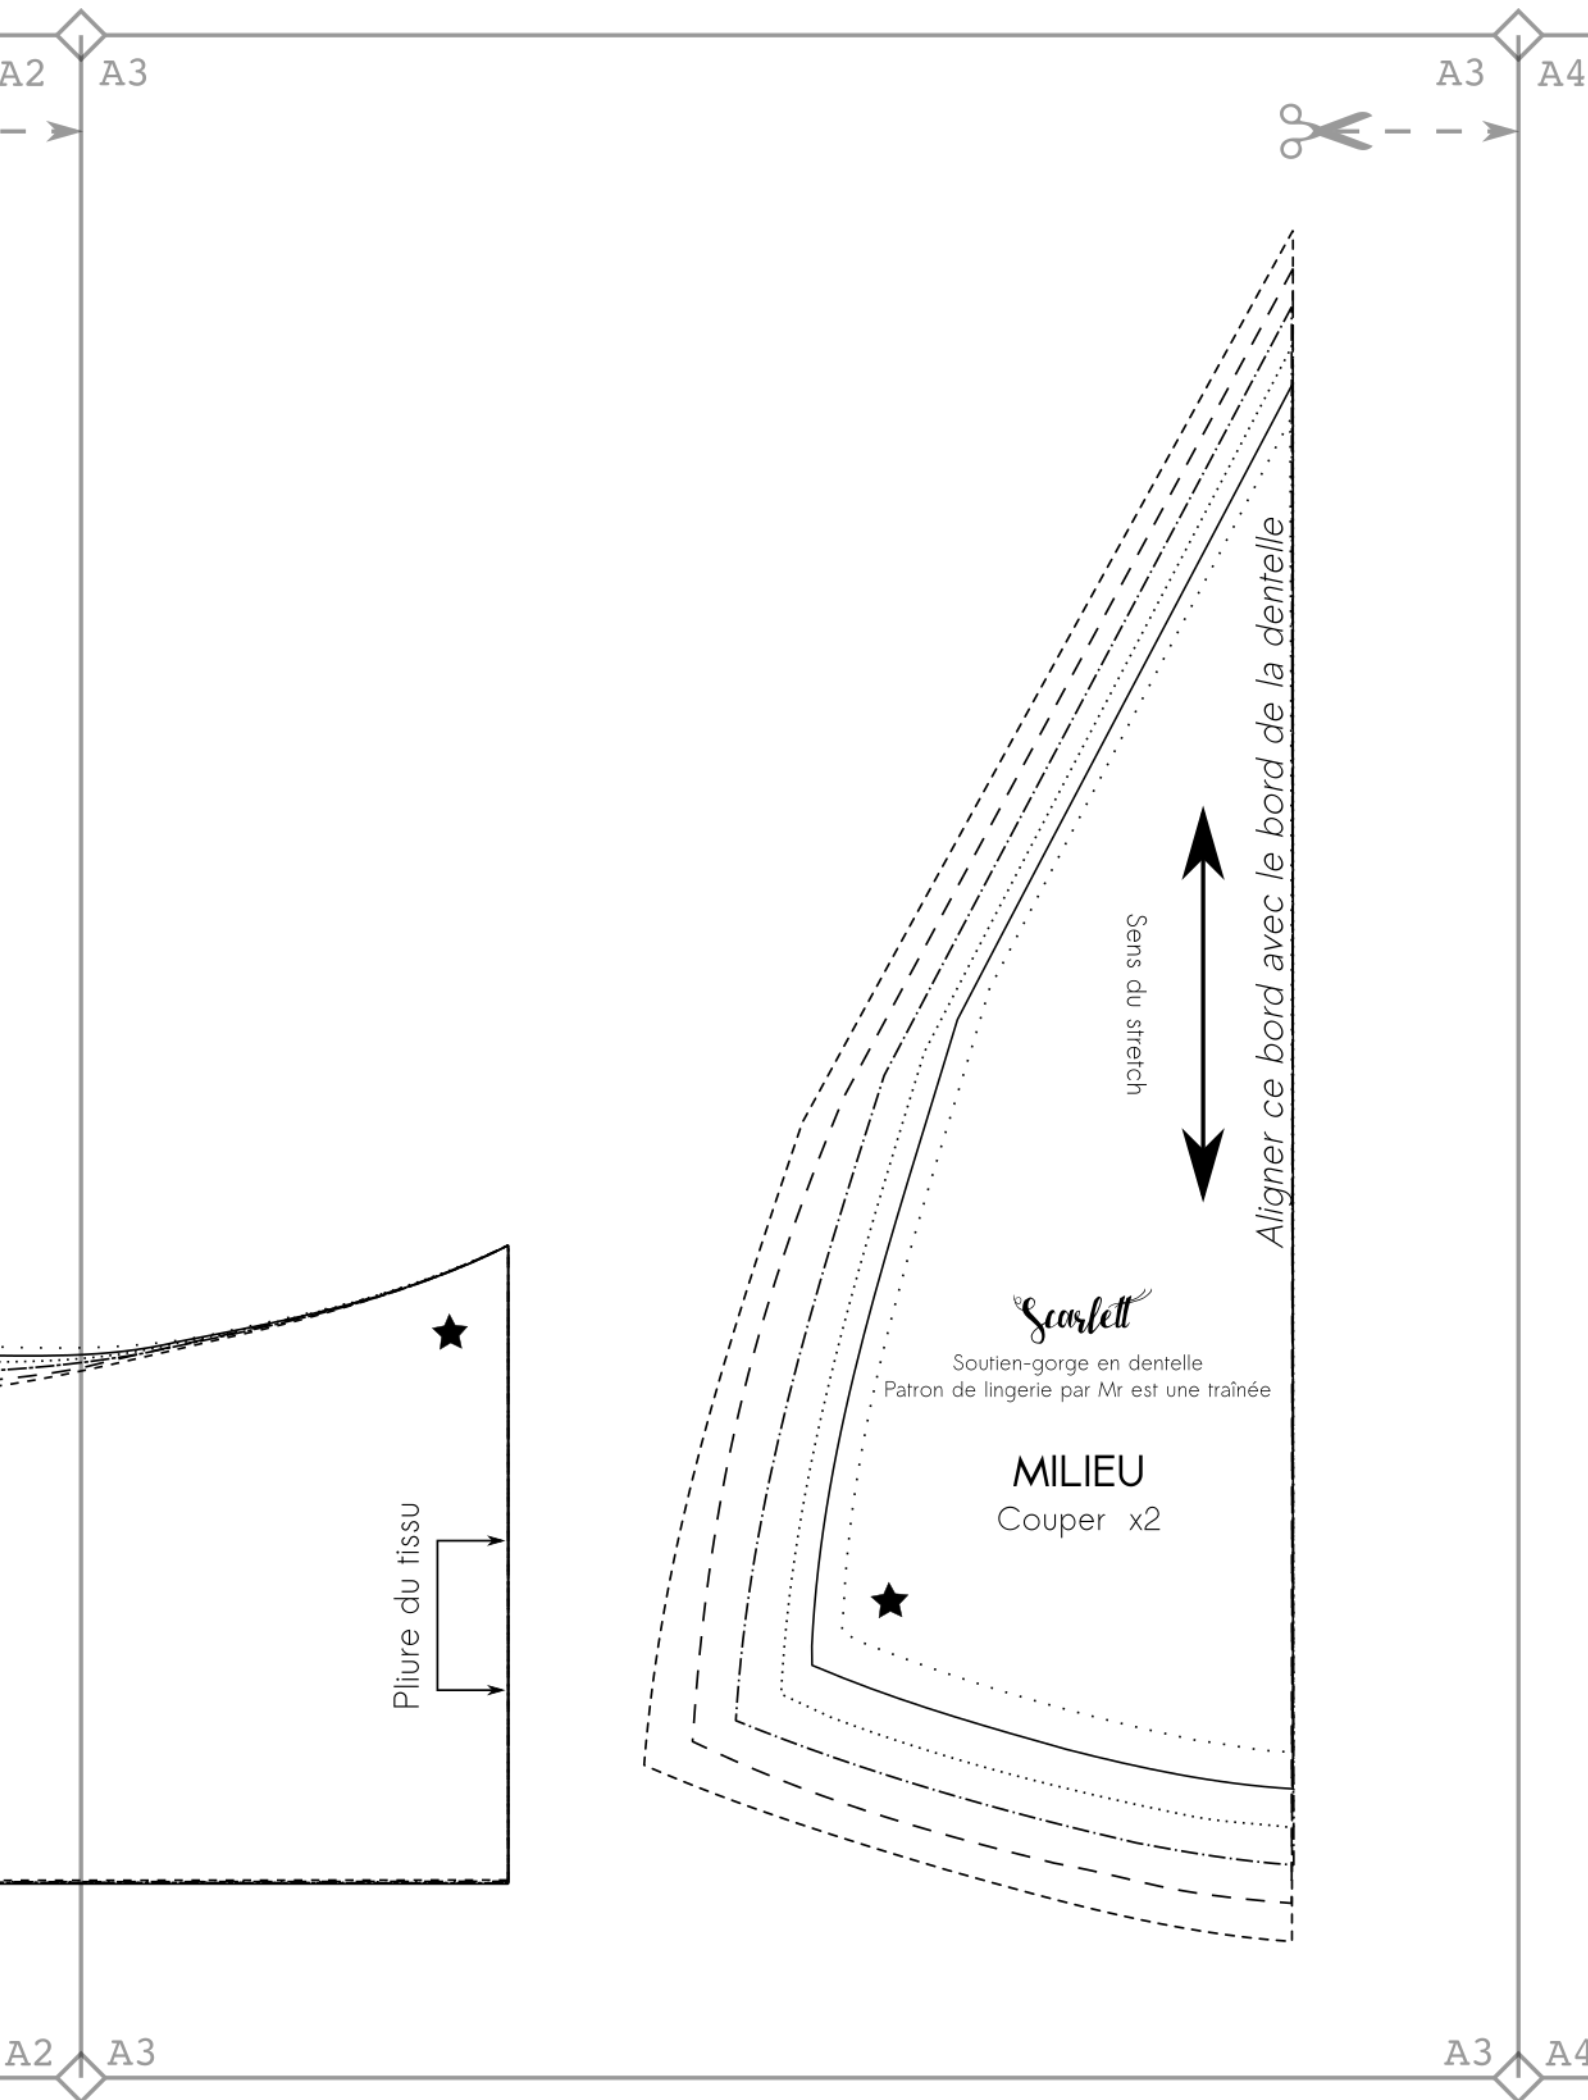 A2 A3
A3 A4
Aligner ce bord avec le bord de la dentelle
Sens du stretch
Scarlett
Soutien-gorge en dentelle
Patron de lingerie par Mr est une traînée
MILIEU
Couper x2
Pliure du tissu
A2 A3
A3 A4